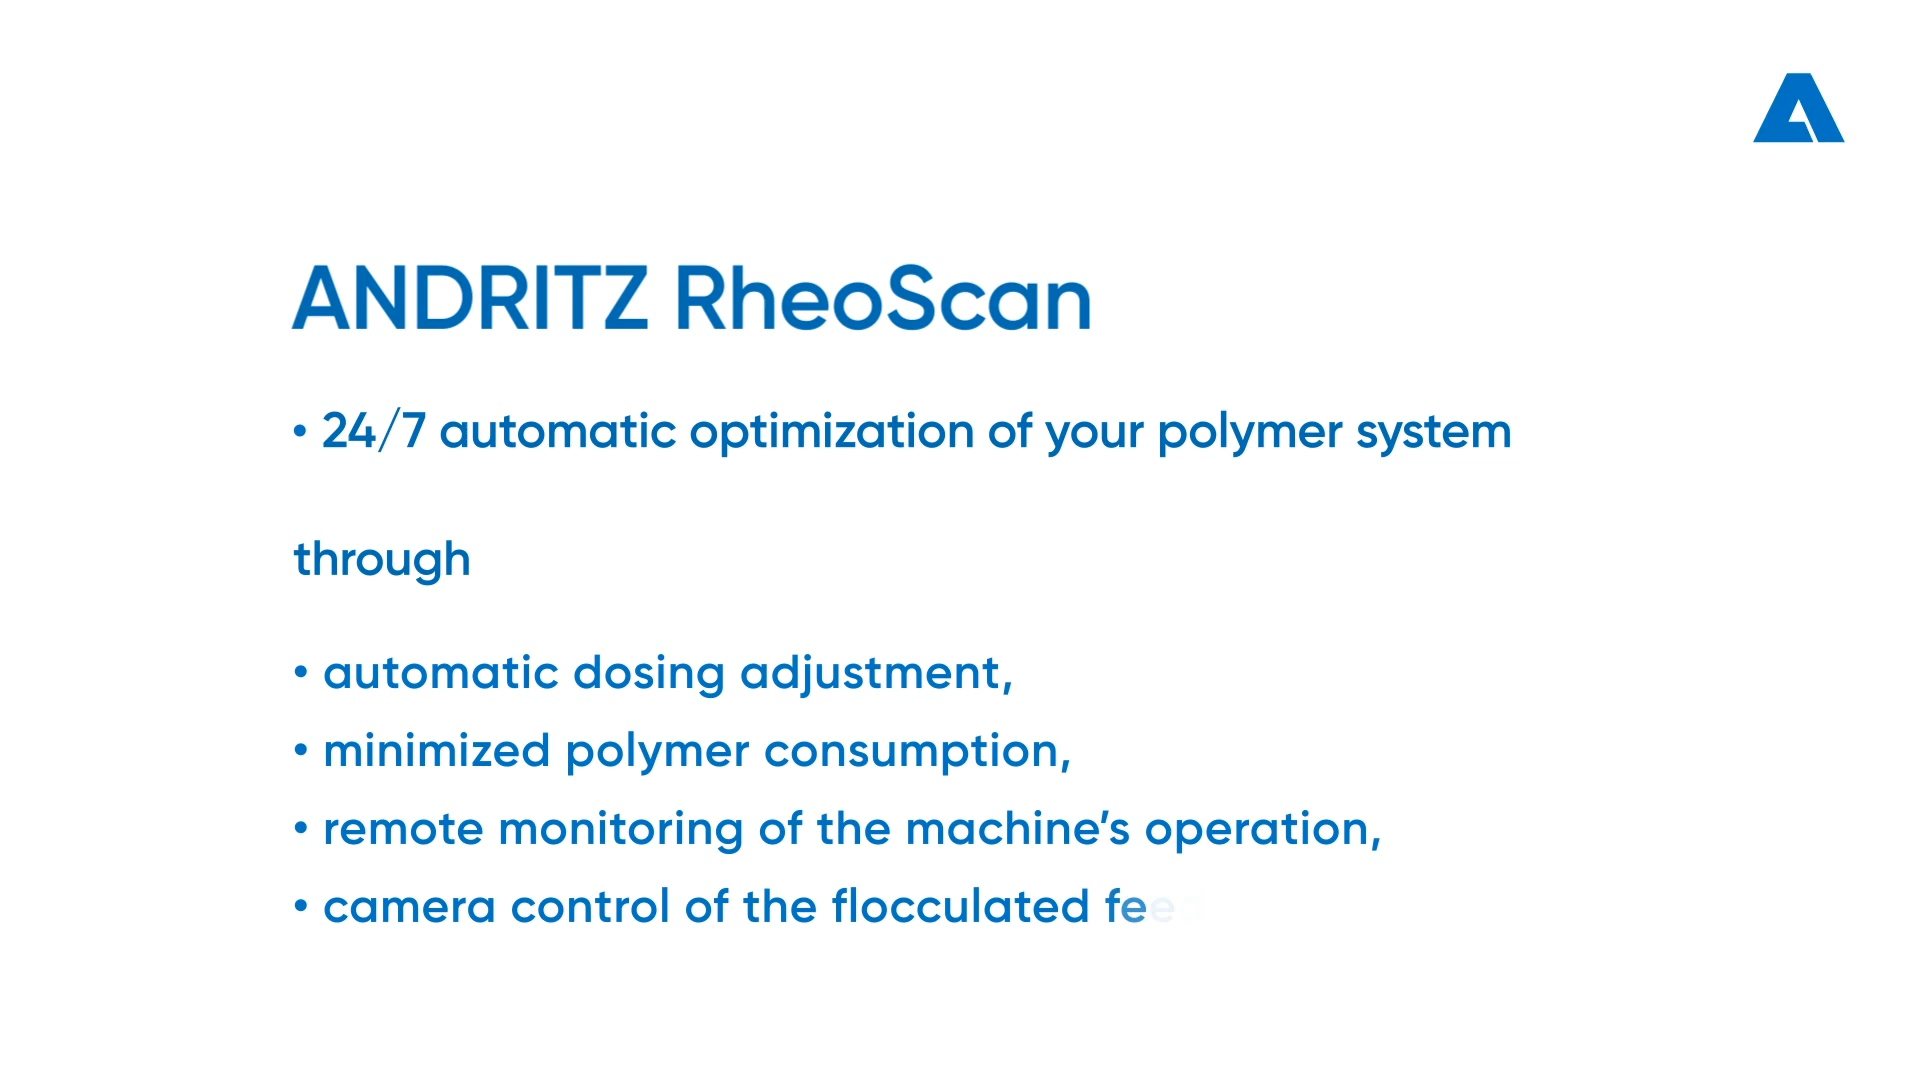 ANDRITZ RheoScan
• 24/7 automatic optimization of your polymer system
through
• automatic dosing adjustment,
• minimized polymer consumption,
• remote monitoring of the machine’s operation,
• camera control of the flocculated feed